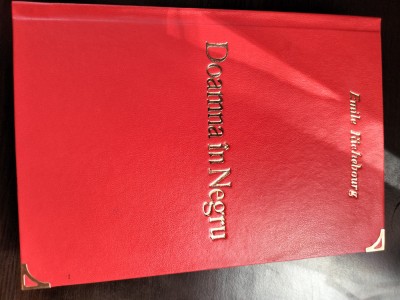 Emile Richebourg
Doamna în Negru